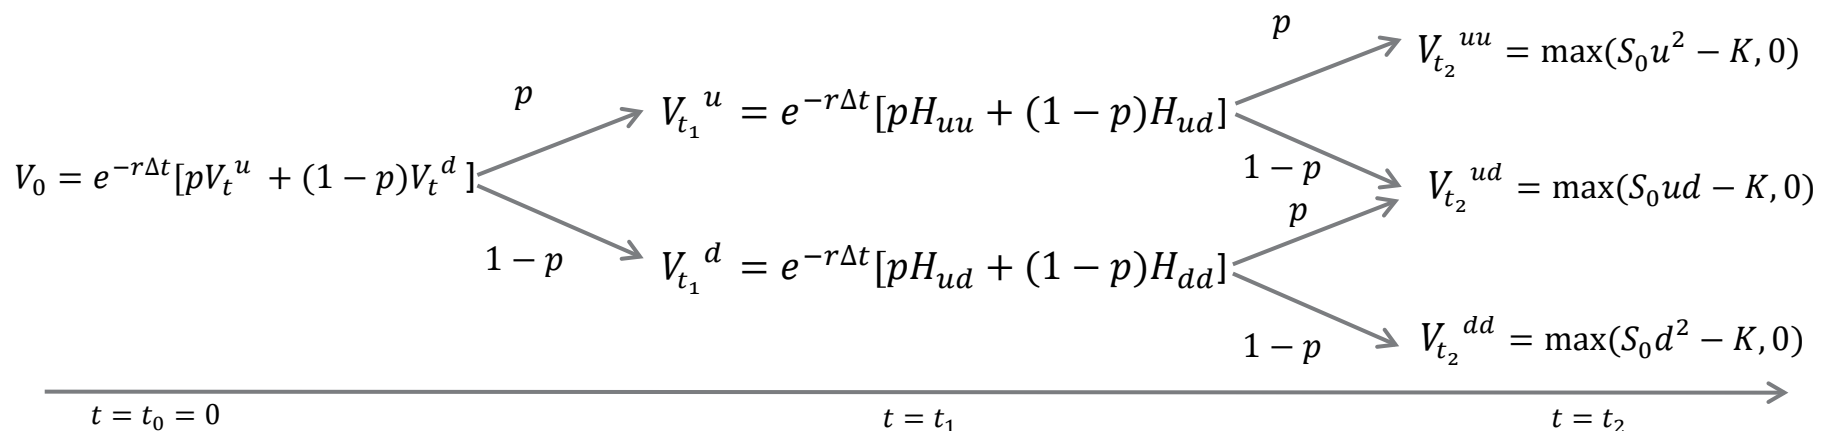 p
V_{t_2}^{uu} = max(S_0u^2 − K, 0)
p
V_{t_1}^{u} = e^{−rΔt}[pH_{uu} + (1 − p)H_{ud}]
1 − p
V_0 = e^{−rΔt}[pV_t^{u} + (1 − p)V_t^{d} ]
V_{t_2}^{ud} = max(S_0ud − K, 0)
p
1 − p
V_{t_1}^{d} = e^{−rΔt}[pH_{ud} + (1 − p)H_{dd}]
1 − p
V_{t_2}^{dd} = max(S_0d^2 − K, 0)
t = t_0 = 0
t = t_1
t = t_2